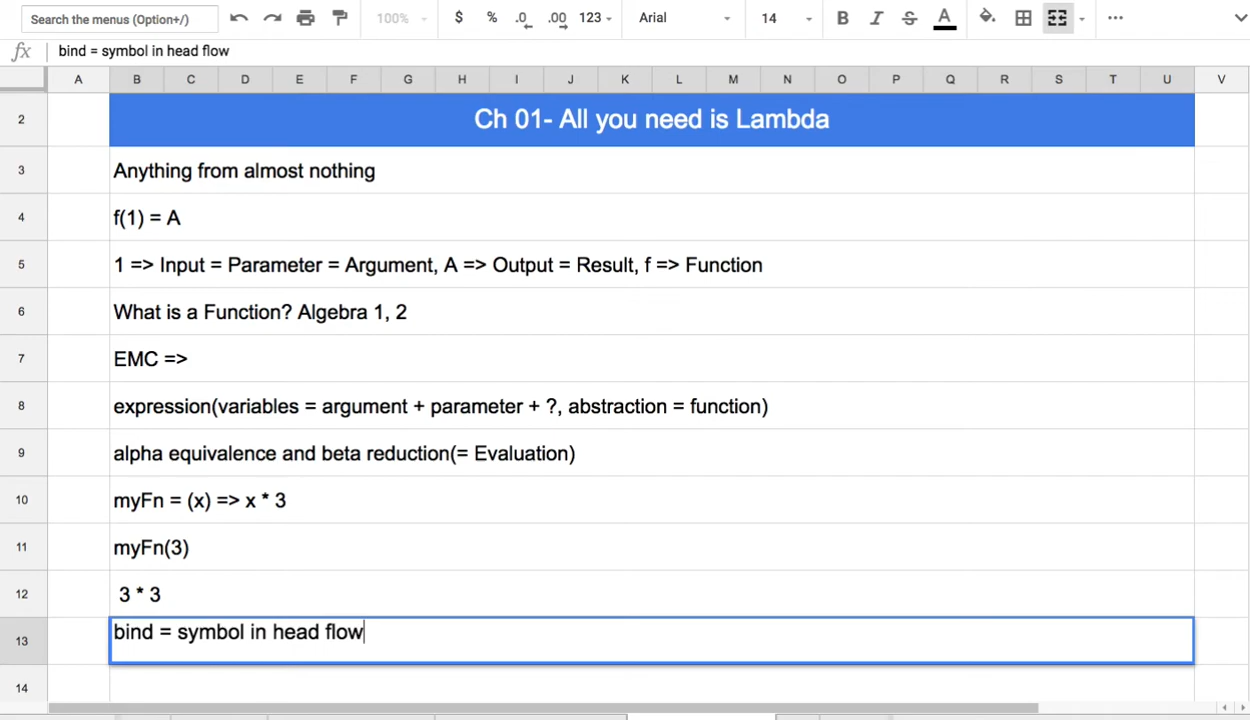 Search the menus (Option+/) 100% $ % .0 .00 123 Arial 14 B I S A ...
fx bind = symbol in head flow
A B C D E F G H I J K L M N O P Q R S T U V
2 Ch 01- All you need is Lambda
3 Anything from almost nothing
4 f(1) = A
5 1 => Input = Parameter = Argument, A => Output = Result, f => Function
6 What is a Function? Algebra 1, 2
7 EMC =>
8 expression(variables = argument + parameter + ?, abstraction = function)
9 alpha equivalence and beta reduction(= Evaluation)
10 myFn = (x) => x * 3
11 myFn(3)
12 3 * 3
13 bind = symbol in head flow
14